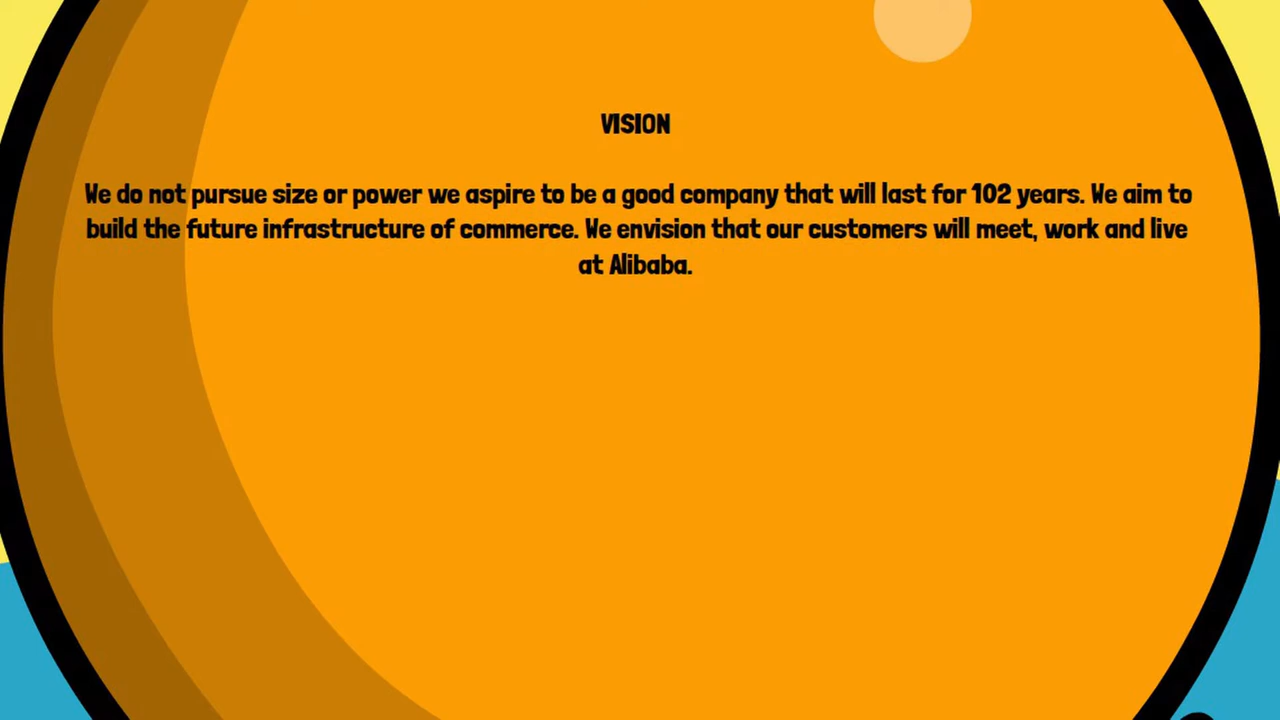 VISION
We do not pursue size or power we aspire to be a good company that will last for 102 years. We aim to
build the future infrastructure of commerce. We envision that our customers will meet, work and live
at Alibaba.